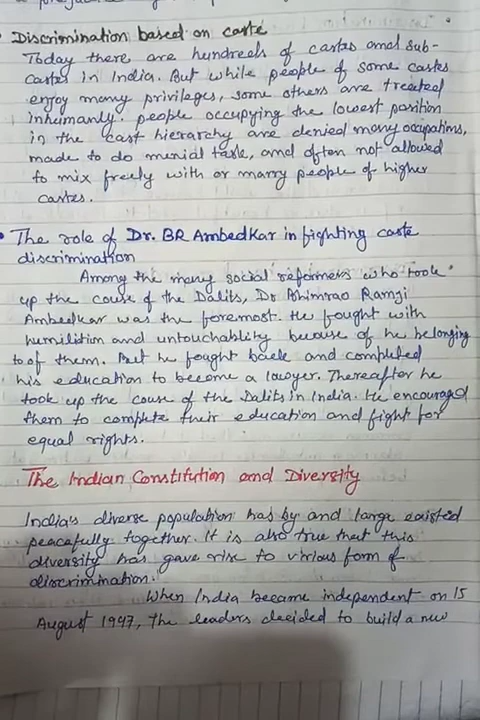 Discrimination based on caste
Today there are hundreds of castes and sub-
castes in India. But while people of some castes
enjoy many privileges, some others are treated
inhumanly. people occupying the lowest position
in the cast hierarchy are denied many occupations,
made to do menial task, and often not allowed
to mix freely with or marry people of higher
castes.
The role of Dr. BR Ambedkar in fighting caste
discrimination
Among the many social reformers who took
up the cause of the Dalits, Dr Bhimrao Ramji
Ambedkar was the foremost. He fought with
humilition and untouchablity because of he belonging
to of them. But he fought back and completed
his education to become a lawyer. Thereafter he
took up the cause of the Dalits in India. He encouraged
them to complete their education and fight for
equal rights.
The Indian Constitution and Diversity
India's diverse population has by and large existed
peacefully together. It is also true that this
diversity has gave rise to virious form of
discrimination.
When India became independent on 15
August 1947, The leaders decided to build a new